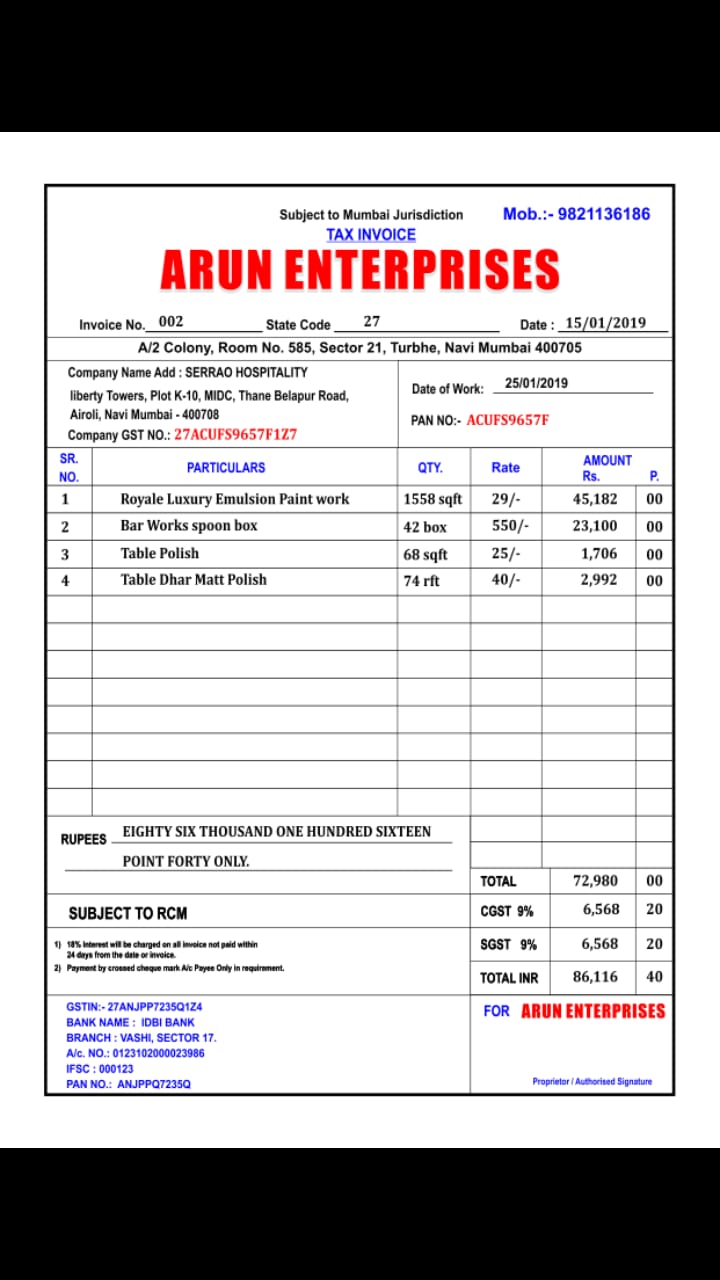 Subject to Mumbai Jurisdiction Mob.:- 9821136186
TAX INVOICE
ARUN ENTERPRISES
Invoice No. 002 State Code 27 Date : 15/01/2019
A/2 Colony, Room No. 585, Sector 21, Turbhe, Navi Mumbai 400705
Company Name Add : SERRAO HOSPITALITY
liberty Towers, Plot K-10, MIDC, Thane Belapur Road,
Airoli, Navi Mumbai - 400708
Company GST NO.: 27ACUFS9657F1Z7
Date of Work: 25/01/2019
PAN NO:- ACUFS9657F
SR. NO. PARTICULARS QTY. Rate AMOUNT Rs. P.
1 Royale Luxury Emulsion Paint work 1558 sqft 29/- 45,182 00
2 Bar Works spoon box 42 box 550/- 23,100 00
3 Table Polish 68 sqft 25/- 1,706 00
4 Table Dhar Matt Polish 74 rft 40/- 2,992 00
RUPEES EIGHTY SIX THOUSAND ONE HUNDRED SIXTEEN
POINT FORTY ONLY.
TOTAL 72,980 00
SUBJECT TO RCM
CGST 9% 6,568 20
1) 18% Interest will be charged on all invoice not paid within
24 days from the date or invoice.
2) Payment by crossed cheque mark A/c Payee Only in requirement.
SGST 9% 6,568 20
TOTAL INR 86,116 40
GSTIN:- 27ANJPP7235Q1Z4
BANK NAME : IDBI BANK
BRANCH : VASHI, SECTOR 17.
A/c. NO.: 0123102000023986
IFSC : 000123
PAN NO.: ANJPPQ7235Q
FOR ARUN ENTERPRISES
Proprietor / Authorised Signature